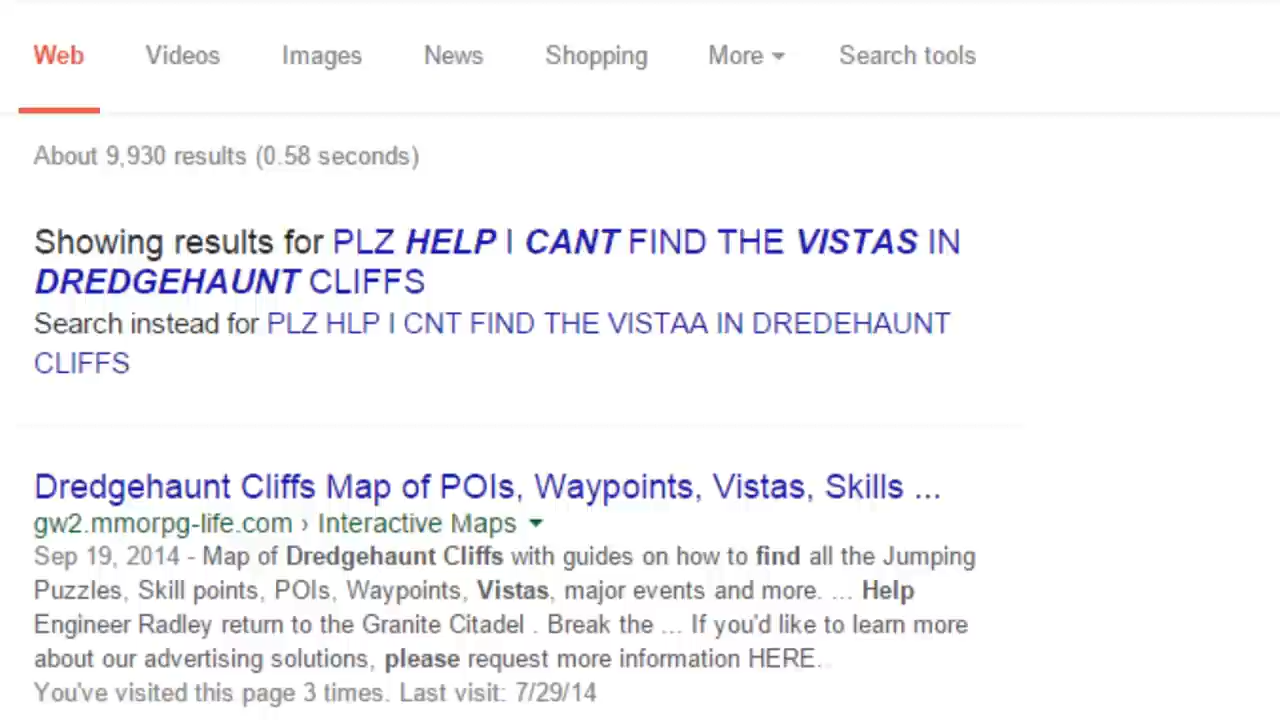 Web Videos Images News Shopping More Search tools
About 9,930 results (0.58 seconds)
Showing results for PLZ HELP I CANT FIND THE VISTAS IN
DREDGEHAUNT CLIFFS
Search instead for PLZ HLP I CNT FIND THE VISTAA IN DREDEHAUNT
CLIFFS
Dredgehaunt Cliffs Map of POIs, Waypoints, Vistas, Skills ...
gw2.mmorpg-life.com › Interactive Maps
Sep 19, 2014 - Map of Dredgehaunt Cliffs with guides on how to find all the Jumping
Puzzles, Skill points, POIs, Waypoints, Vistas, major events and more. ... Help
Engineer Radley return to the Granite Citadel . Break the ... If you'd like to learn more
about our advertising solutions, please request more information HERE.
You've visited this page 3 times. Last visit: 7/29/14